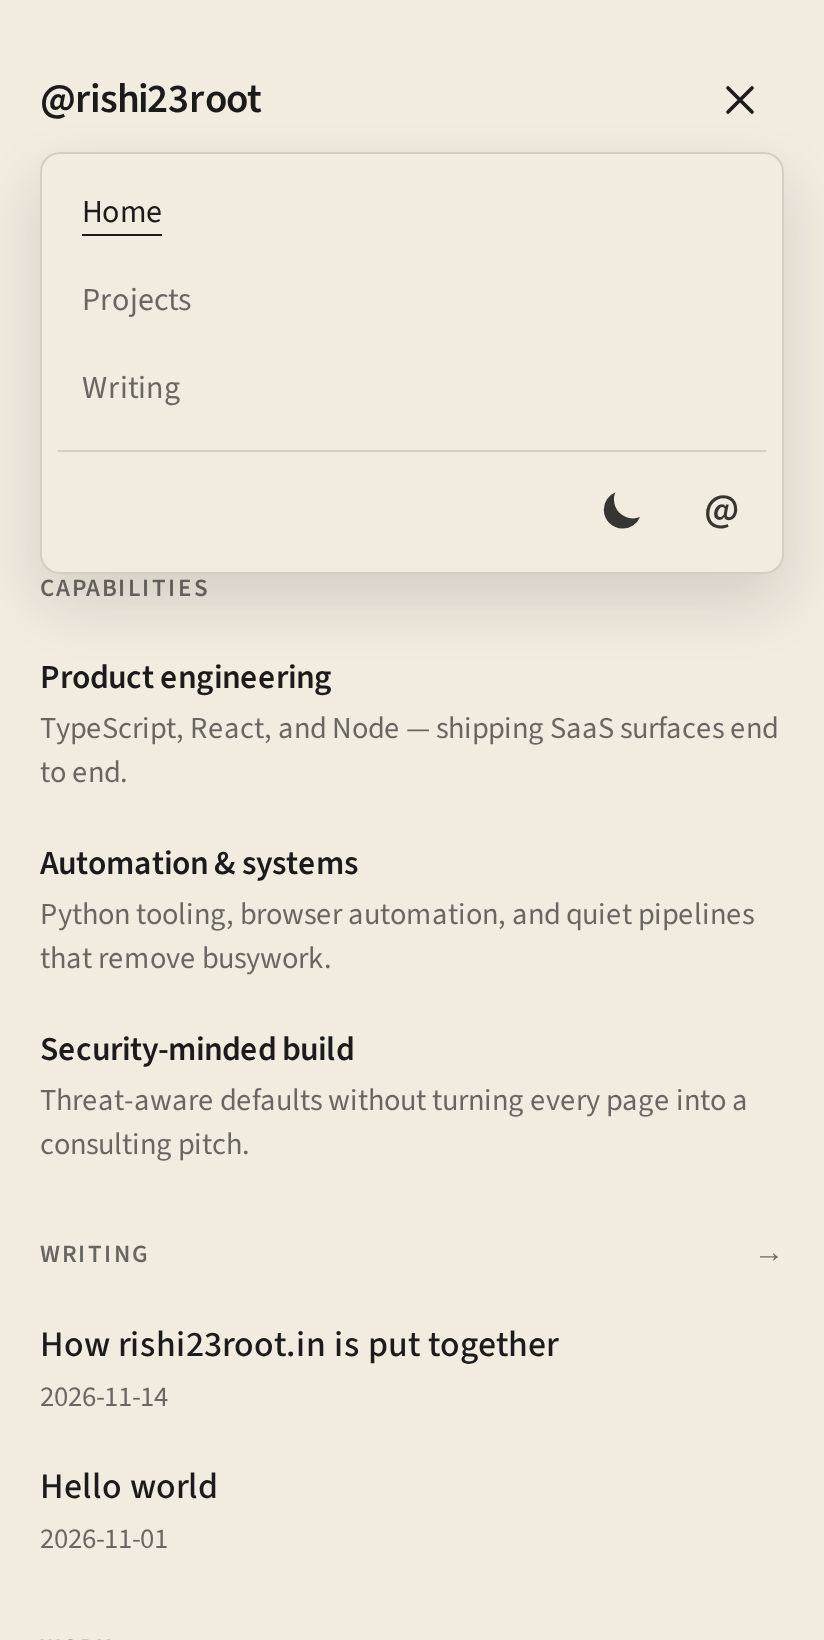 @rishi23root
Home
Projects
Writing
@
CAPABILITIES
Product engineering
TypeScript, React, and Node — shipping SaaS surfaces end
to end.
Automation & systems
Python tooling, browser automation, and quiet pipelines
that remove busywork.
Security-minded build
Threat-aware defaults without turning every page into a
consulting pitch.
WRITING →
How rishi23root.in is put together
2026-11-14
Hello world
2026-11-01